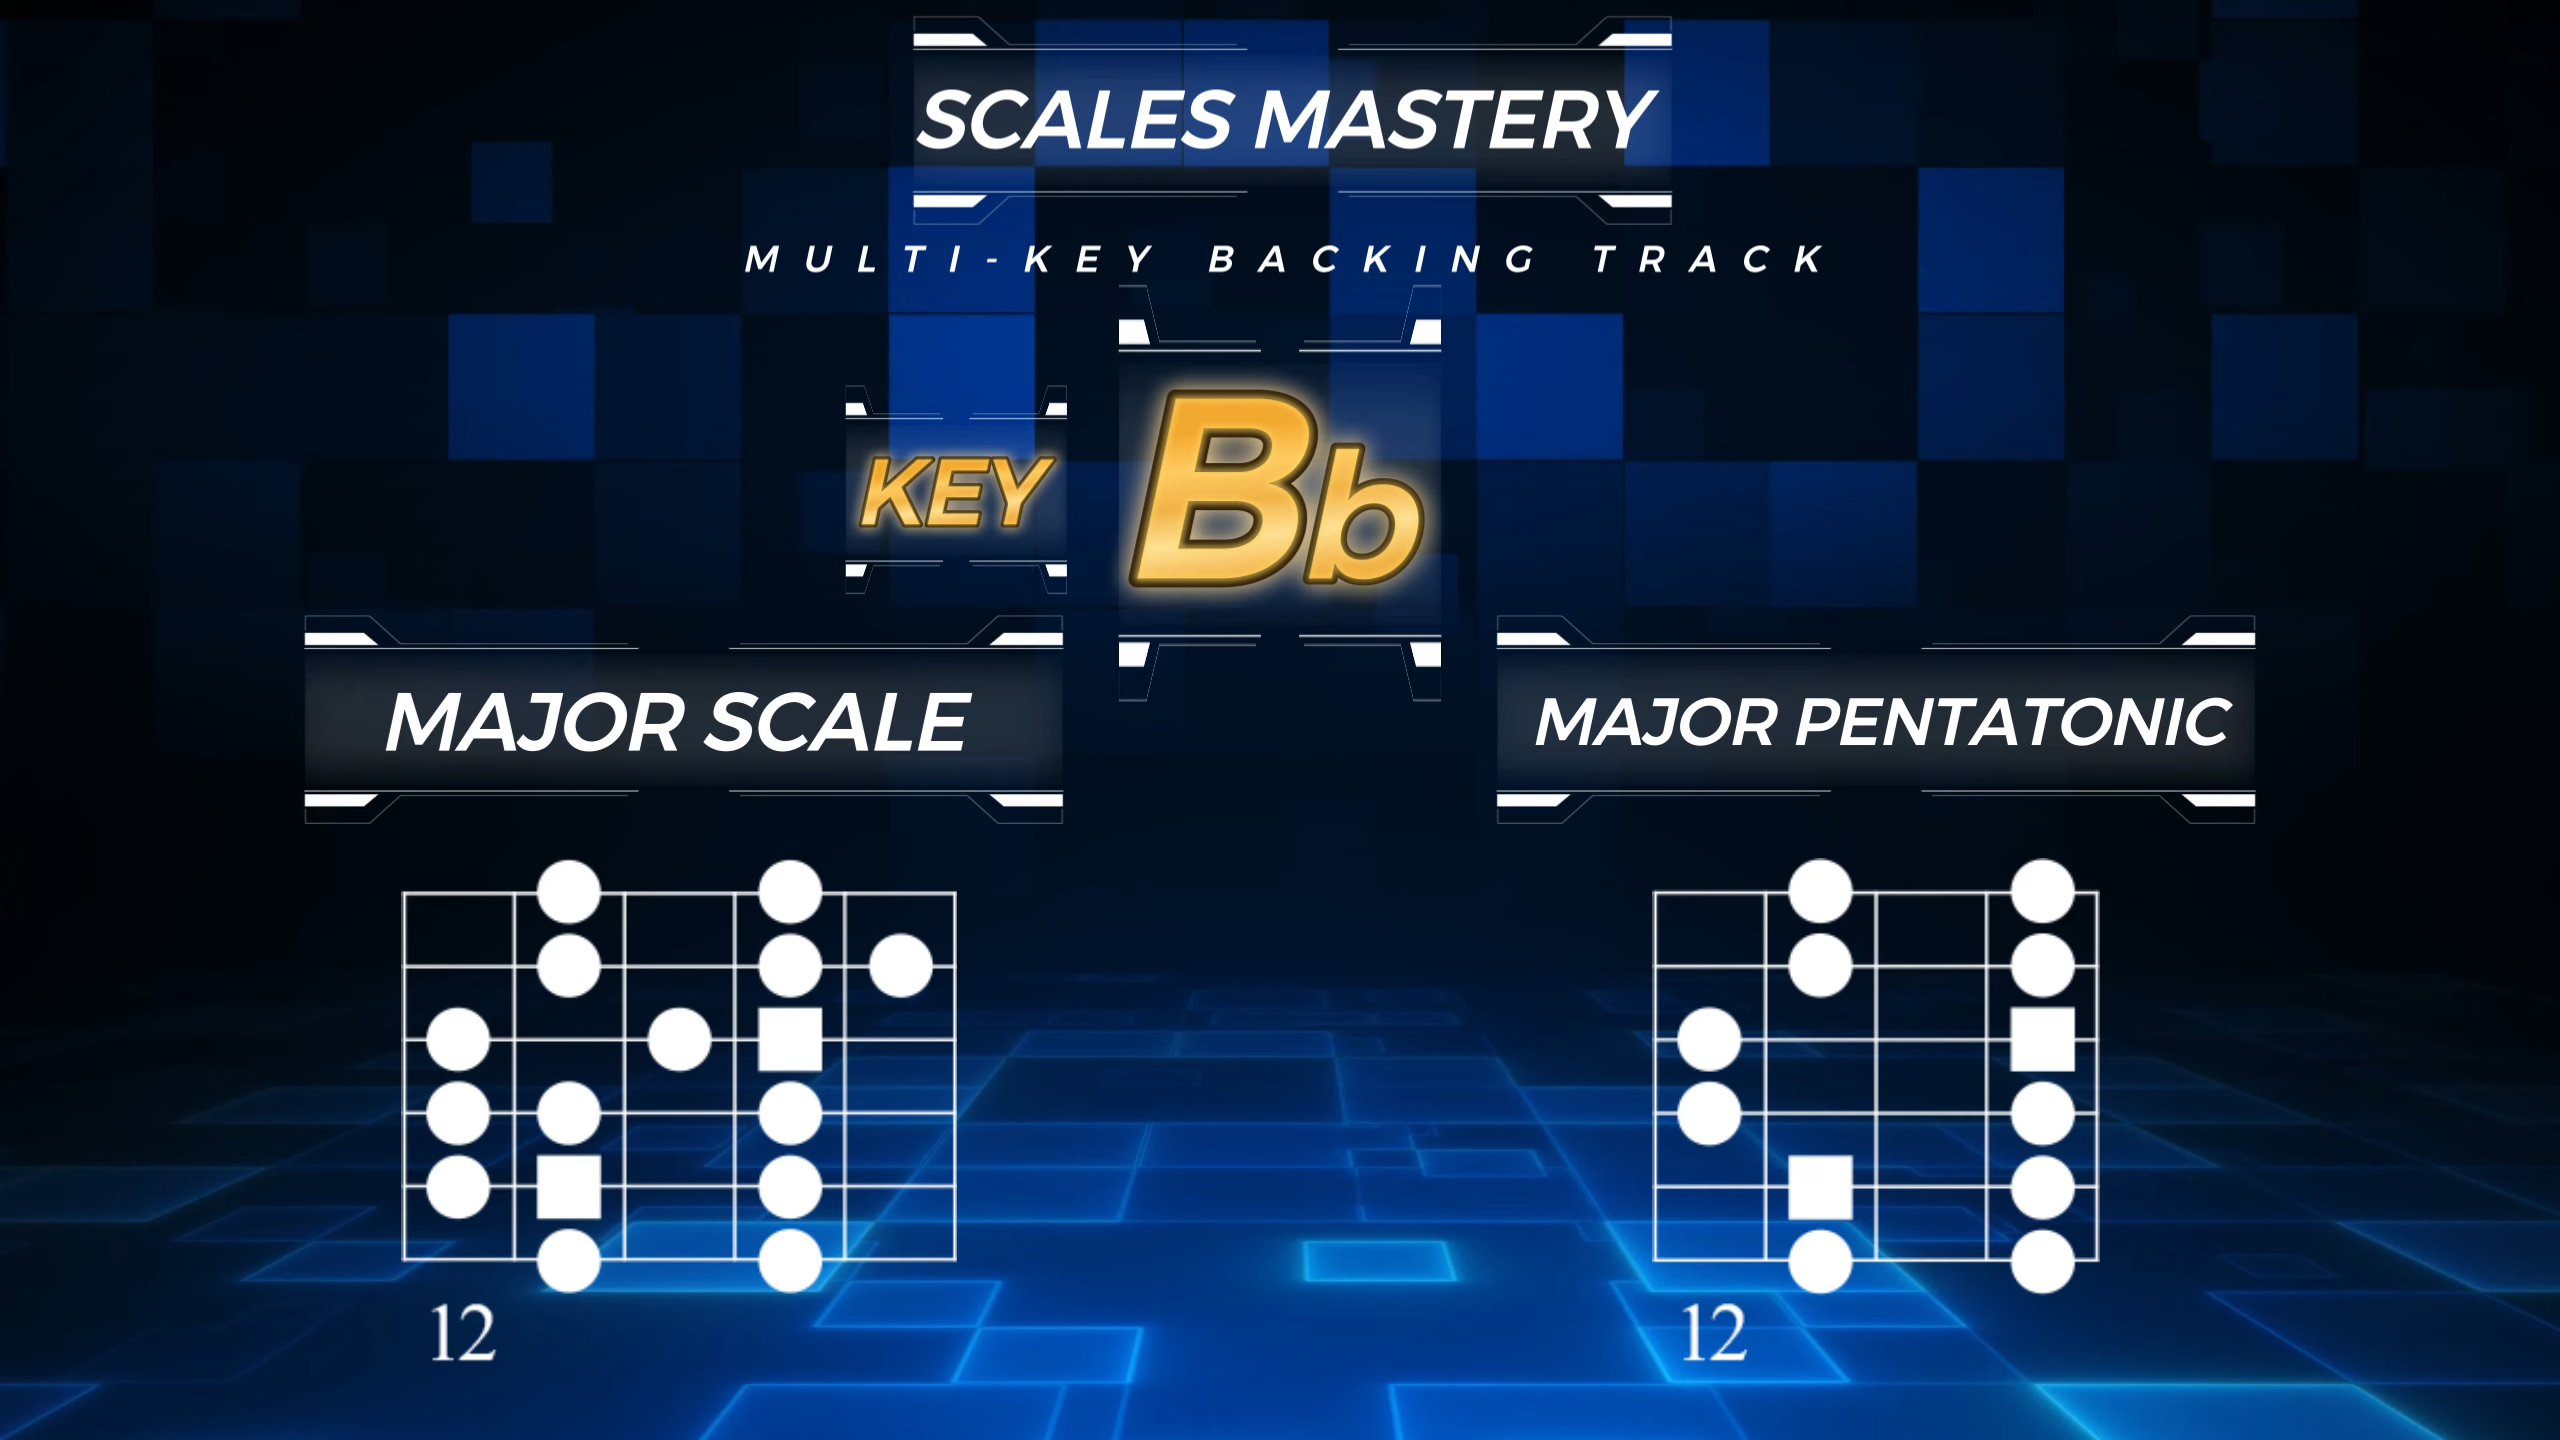 SCALES MASTERY
MULTI-KEY BACKING TRACK
KEY
Bb
MAJOR SCALE
MAJOR PENTATONIC
12
12